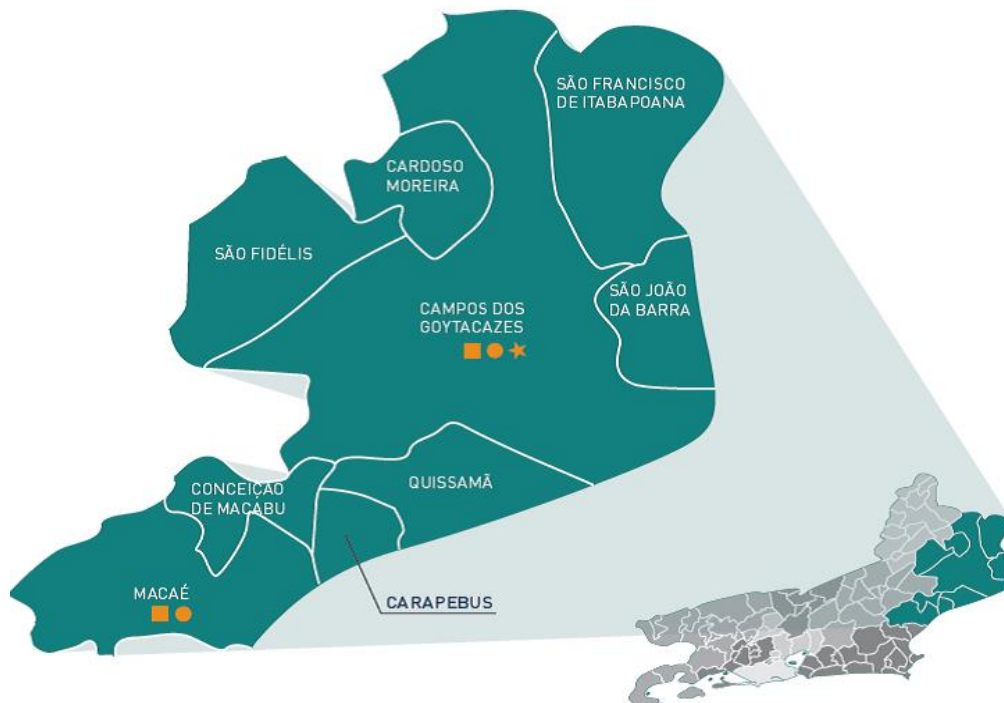 SÃO FRANCISCO
DE ITABAPOANA
CARDOSO
MOREIRA
SÃO FIDÉLIS
SÃO JOÃO
DA BARRA
CAMPOS DOS
GOYTACAZES
CONCEIÇÃO
DE MACABU
QUISSAMÃ
MACAÉ
CARAPEBUS